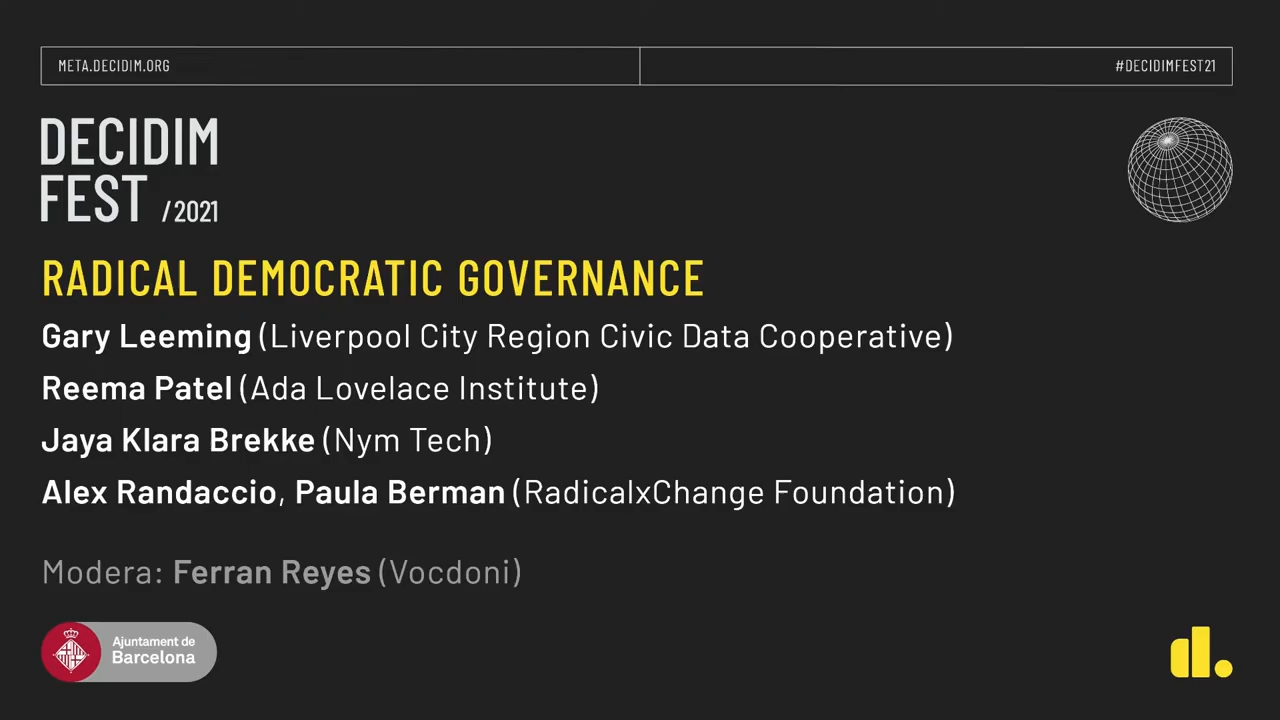 META.DECIDIM.ORG
#DECIDIMFEST21
DECIDIM
FEST /2021
RADICAL DEMOCRATIC GOVERNANCE
Gary Leeming (Liverpool City Region Civic Data Cooperative)
Reema Patel (Ada Lovelace Institute)
Jaya Klara Brekke (Nym Tech)
Alex Randaccio, Paula Berman (RadicalxChange Foundation)
Modera: Ferran Reyes (Vocdoni)
Ajuntament de
Barcelona
d.